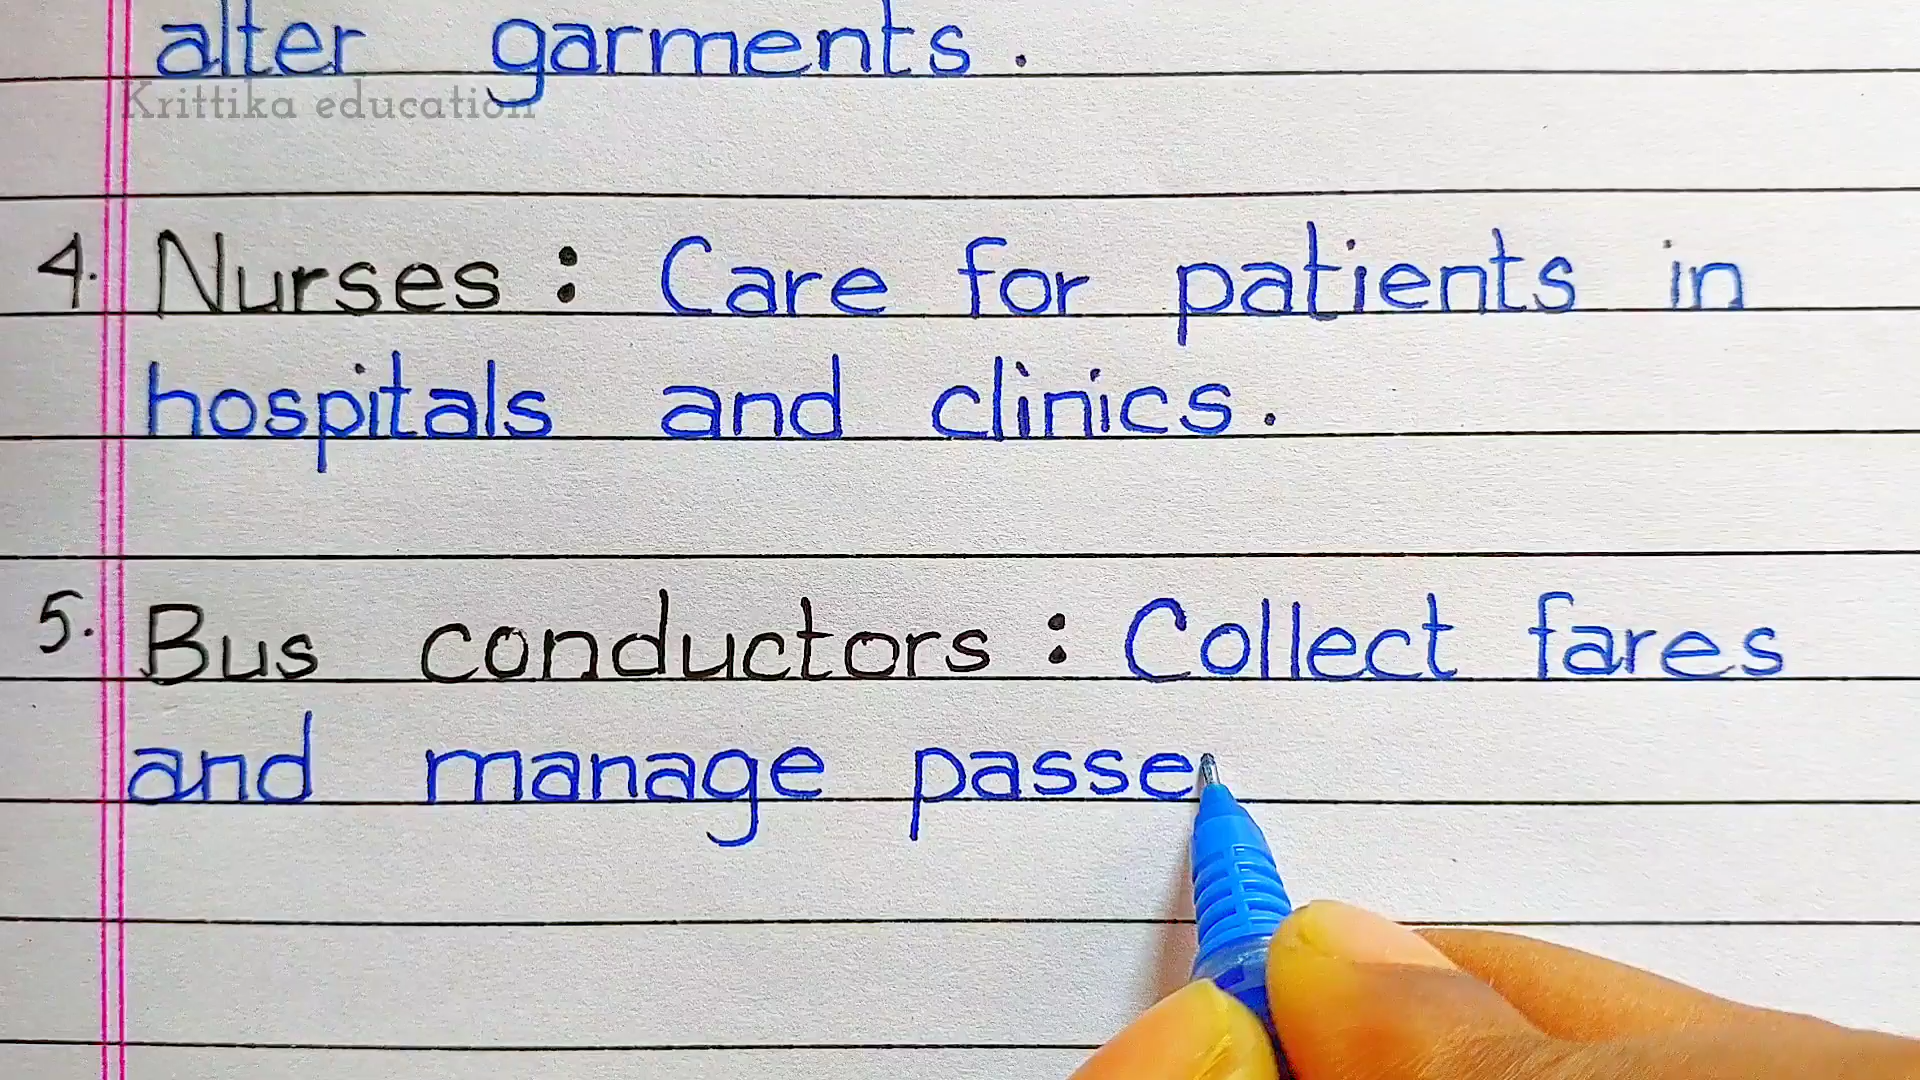 alter garments.
Krittika education
4. Nurses : Care for patients in
hospitals and clinics.
5. Bus conductors : Collect fares
and manage passe